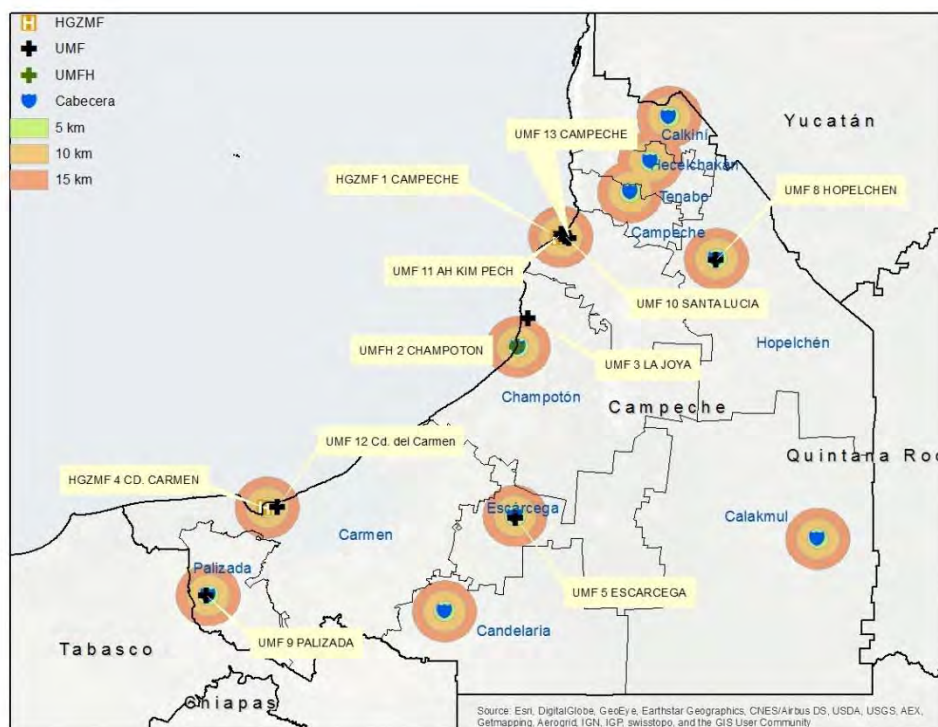 HGZMF
UMF
UMFH
Cabecera
5 km
10 km
15 km
UMF 13 CAMPECHE
Yucatán
Calkiní
Hecelchakán
HGZMF 1 CAMPECHE
UMF 8 HOPELCHEN
Tenabo
Campeche
UMF 11 AH KIM PECH
UMF 10 SANTA LUCIA
Hopelchén
UMFH 2 CHAMPOTON
UMF 3 LA JOYA
Champotón
Campeche
UMF 12 Cd. del Carmen
Quintana Roo
HGZMF 4 CD. CARMEN
Escárcega
Calakmul
Carmen
Palizada
UMF 5 ESCARCEGA
Candelaria
UMF 9 PALIZADA
Tabasco
Chiapas
Source: Esri, DigitalGlobe, GeoEye, Earthstar Geographics, CNES/Airbus DS, USDA, USGS, AEX,
Getmapping, Aerogrid, IGN, IGP, swisstopo, and the GIS User Community